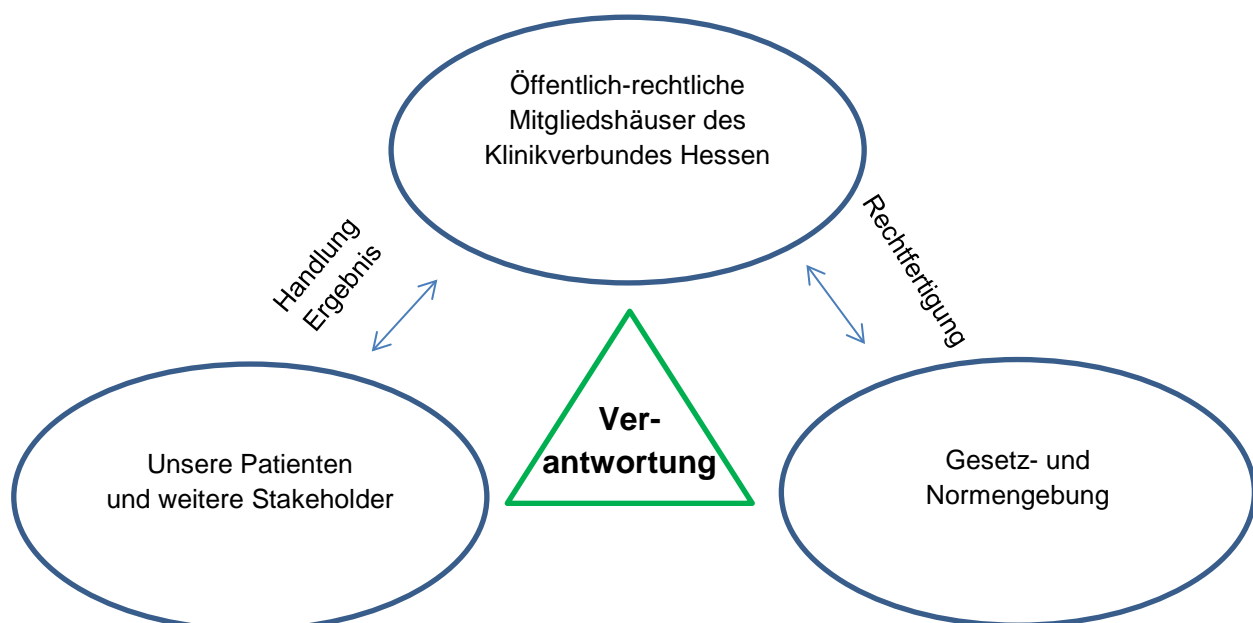 Öffentlich-rechtliche
Mitgliedshäuser des
Klinikverbundes Hessen
Handlung
Ergebnis
Rechtfertigung
Ver-
antwortung
Unsere Patienten
und weitere Stakeholder
Gesetz- und
Normengebung